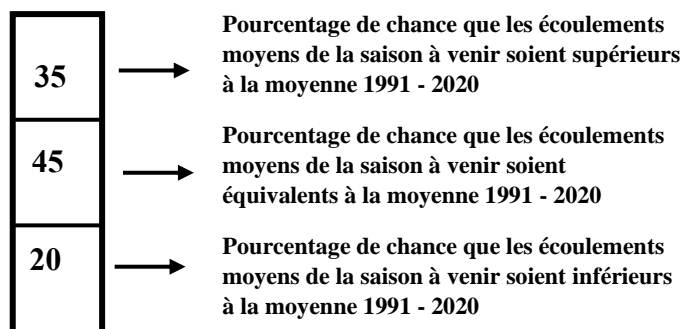 35
Pourcentage de chance que les écoulements
moyens de la saison à venir soient supérieurs
à la moyenne 1991 - 2020
45
Pourcentage de chance que les écoulements
moyens de la saison à venir soient
équivalents à la moyenne 1991 - 2020
20
Pourcentage de chance que les écoulements
moyens de la saison à venir soient inférieurs
à la moyenne 1991 - 2020